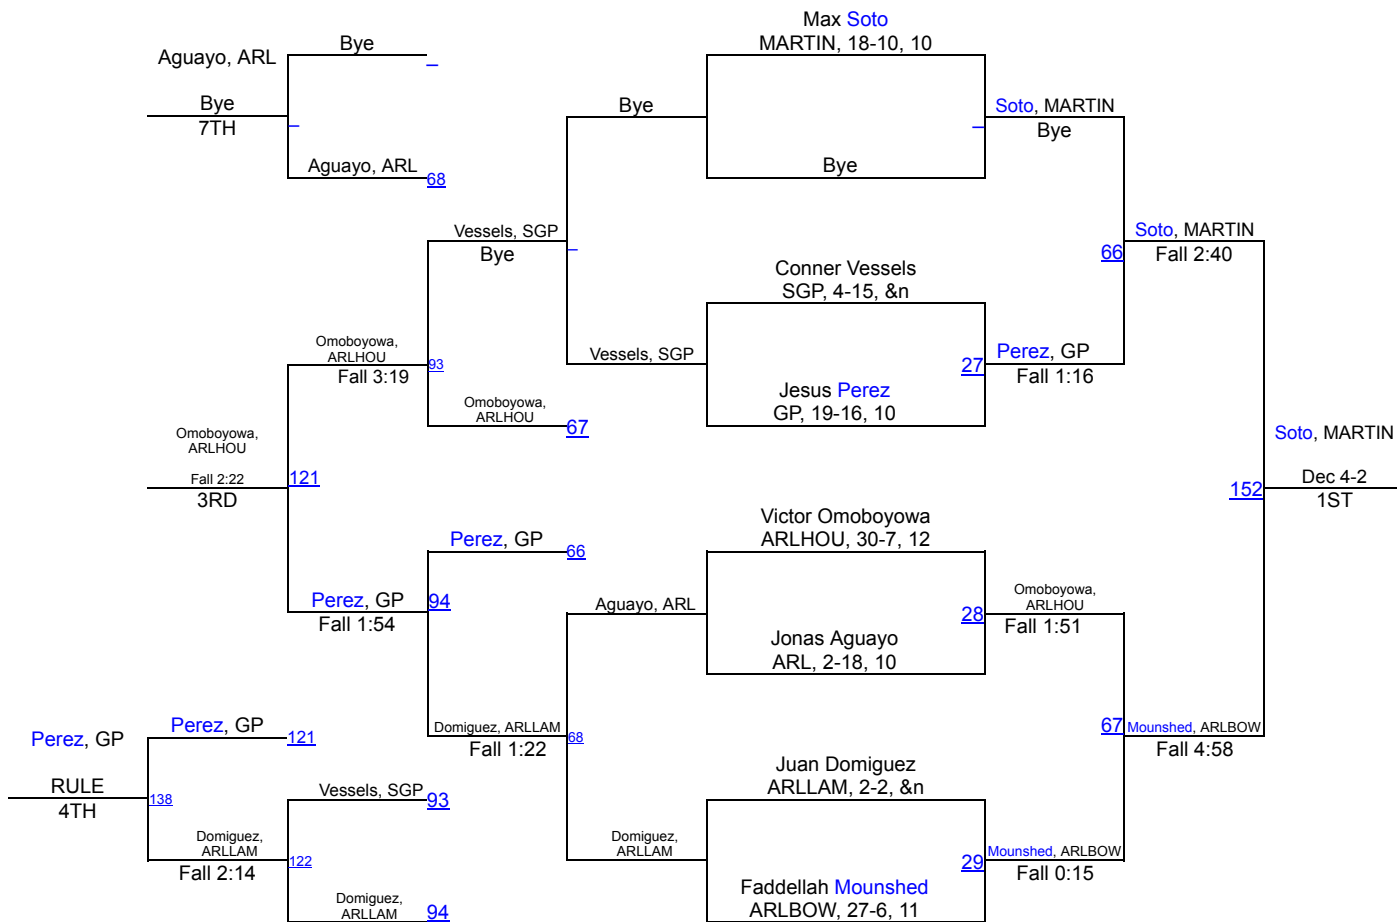 Max Soto
MARTIN, 18-10, 10
Bye
Aguayo, ARL
_
Bye
7TH
_
Aguayo, ARL
68
Bye
_
Soto, MARTIN
Bye
Bye
Vessels, SGP
Bye
_
Conner Vessels
SGP, 4-15, &n
66
Soto, MARTIN
Fall 2:40
Omoboyowa,
ARLHOU
Fall 3:19
93
Vessels, SGP
27
Perez, GP
Fall 1:16
Jesus Perez
GP, 19-16, 10
Omoboyowa,
ARLHOU
67
Omoboyowa,
ARLHOU
Fall 2:22
3RD
121
Soto, MARTIN
152
Dec 4-2
1ST
Victor Omoboyowa
ARLHOU, 30-7, 12
Perez, GP
66
Perez, GP
Fall 1:54
94
Aguayo, ARL
28
Omoboyowa,
ARLHOU
Fall 1:51
Jonas Aguayo
ARL, 2-18, 10
Perez, GP
Perez, GP
121
Domiguez, ARLLAM
Fall 1:22
68
67
Mounshed, ARLBOW
Fall 4:58
RULE
4TH
138
Vessels, SGP
93
Juan Domiguez
ARLLAM, 2-2, &n
Domiguez,
ARLLAM
Fall 2:14
122
Domiguez,
ARLLAM
29
Mounshed, ARLBOW
Fall 0:15
Domiguez,
ARLLAM
94
Faddellah Mounshed
ARLBOW, 27-6, 11